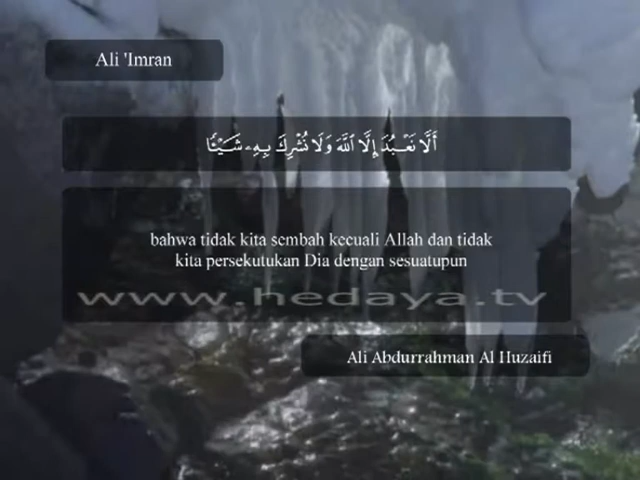 Ali 'Imran
أَلَّا نَعْبُدَ إِلَّا ٱللَّهَ وَلَا نُشْرِكَ بِهِۦ شَيْـًٔا
bahwa tidak kita sembah kecuali Allah dan tidak
kita persekutukan Dia dengan sesuatupun
www.hedaya.tv
Ali Abdurrahman Al Huzaifi